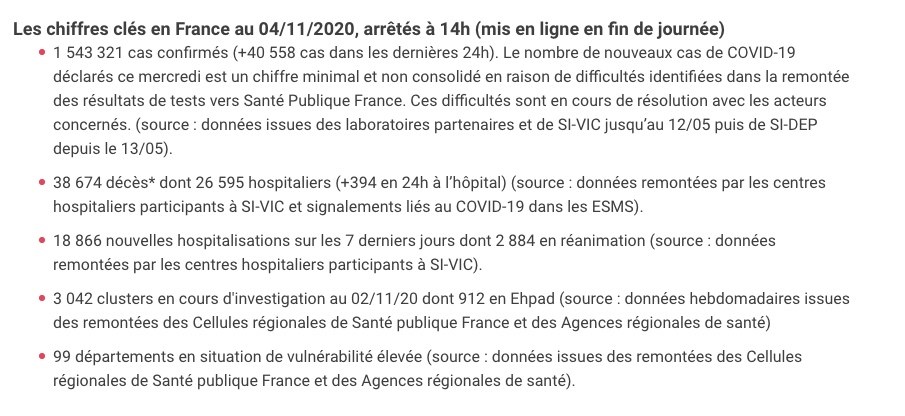 Les chiffres clés en France au 04/11/2020, arrêtés à 14h (mis en ligne en fin de journée)
• 1 543 321 cas confirmés (+40 558 cas dans les dernières 24h). Le nombre de nouveaux cas de COVID-19
déclarés ce mercredi est un chiffre minimal et non consolidé en raison de difficultés identifiées dans la remontée
des résultats de tests vers Santé Publique France. Ces difficultés sont en cours de résolution avec les acteurs
concernés. (source : données issues des laboratoires partenaires et de SI-VIC jusqu’au 12/05 puis de SI-DEP
depuis le 13/05).
• 38 674 décès* dont 26 595 hospitaliers (+394 en 24h à l’hôpital) (source : données remontées par les centres
hospitaliers participants à SI-VIC et signalements liés au COVID-19 dans les ESMS).
• 18 866 nouvelles hospitalisations sur les 7 derniers jours dont 2 884 en réanimation (source : données
remontées par les centres hospitaliers participants à SI-VIC).
• 3 042 clusters en cours d'investigation au 02/11/20 dont 912 en Ehpad (source : données hebdomadaires issues
des remontées des Cellules régionales de Santé publique France et des Agences régionales de santé)
• 99 départements en situation de vulnérabilité élevée (source : données issues des remontées des Cellules
régionales de Santé publique France et des Agences régionales de santé).